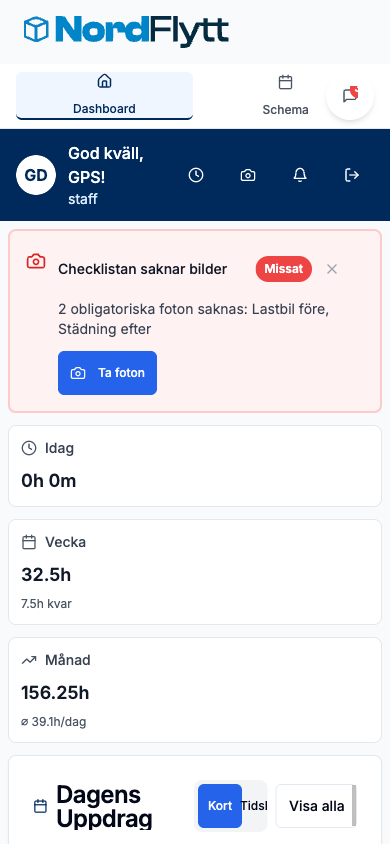 NordFlytt
Dashboard
Schema
GD
God kväll,
GPS!
staff
Checklistan saknar bilder
Missat
2 obligatoriska foton saknas: Lastbil före,
Städning efter
Ta foton
Idag
0h 0m
Vecka
32.5h
7.5h kvar
Månad
156.25h
⌀ 39.1h/dag
Dagens
Uppdrag
Kort
Tidsl
Visa alla